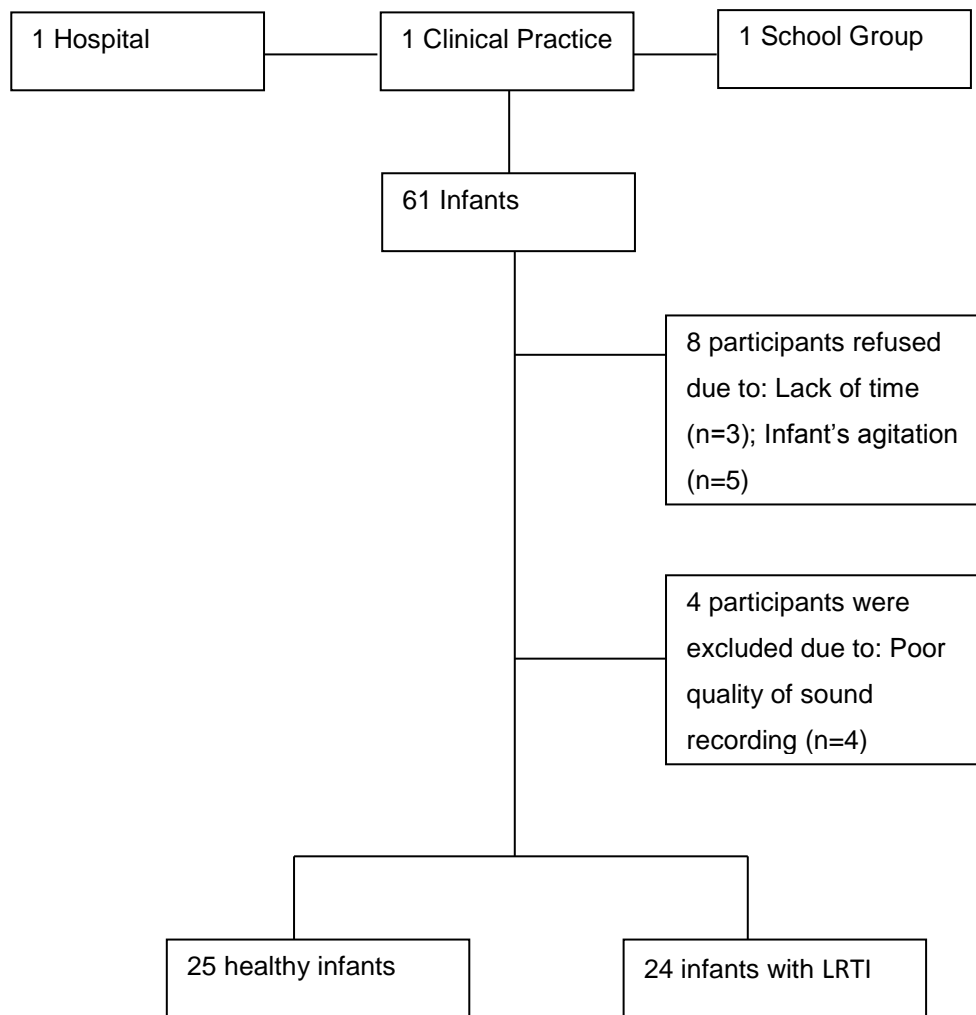 1 Hospital
1 Clinical Practice
1 School Group
61 Infants
8 participants refused
due to: Lack of time
(n=3); Infant’s agitation
(n=5)
4 participants were
excluded due to: Poor
quality of sound
recording (n=4)
25 healthy infants
24 infants with LRTI